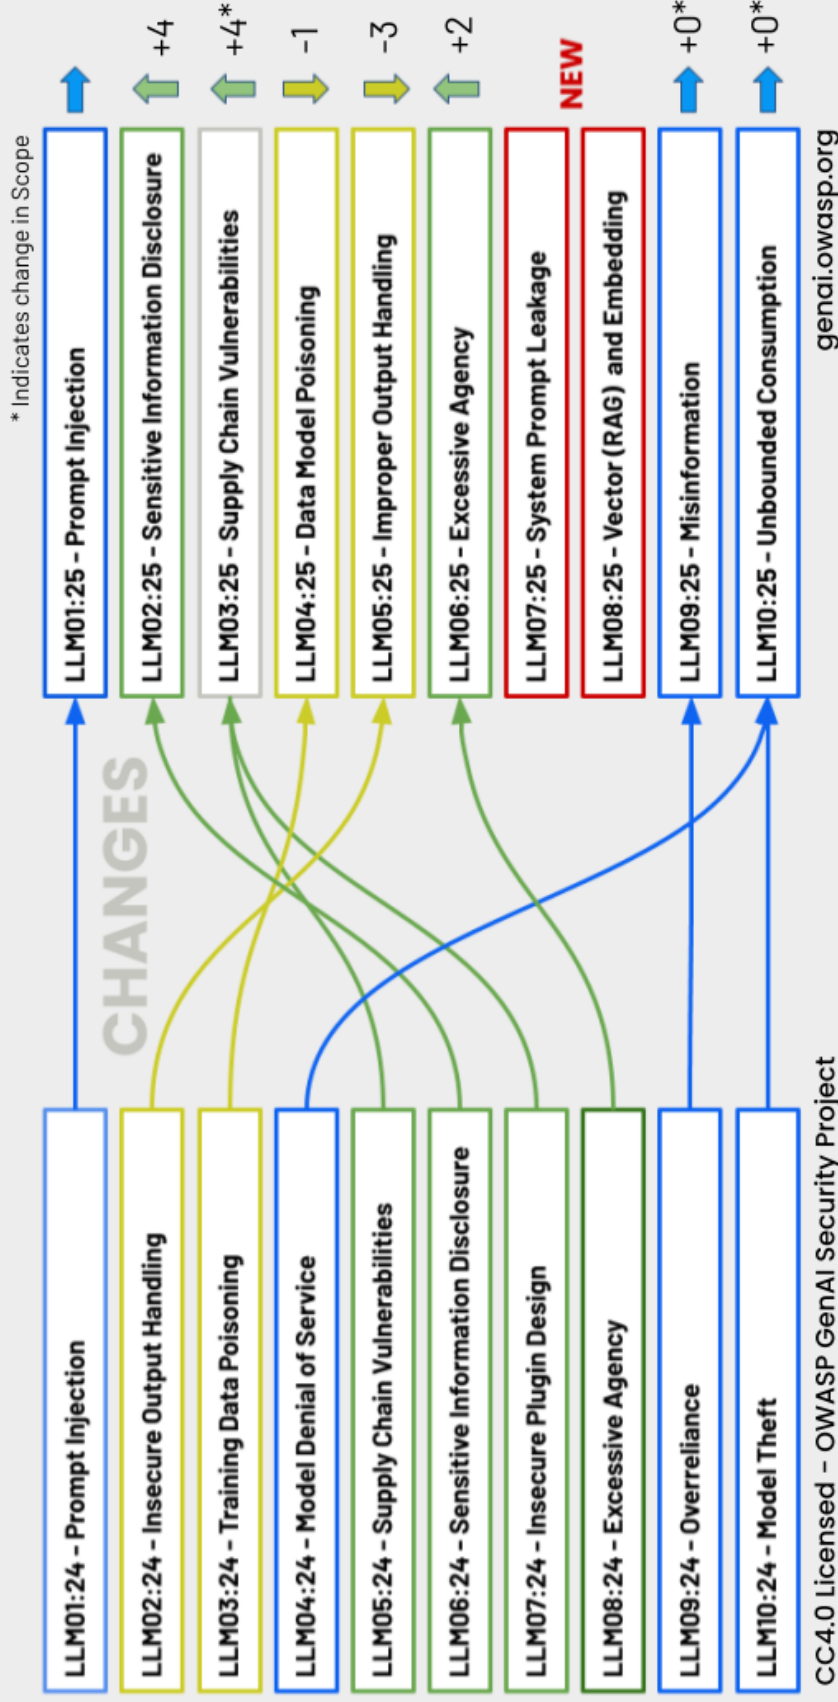 * Indicates change in Scope
CHANGES
LLM01:24 – Prompt Injection
LLM02:24 – Insecure Output Handling
LLM03:24 – Training Data Poisoning
LLM04:24 – Model Denial of Service
LLM05:24 – Supply Chain Vulnerabilities
LLM06:24 – Sensitive Information Disclosure
LLM07:24 – Insecure Plugin Design
LLM08:24 – Excessive Agency
LLM09:24 – Overreliance
LLM10:24 – Model Theft
LLM01:25 – Prompt Injection
LLM02:25 – Sensitive Information Disclosure
+4
LLM03:25 – Supply Chain Vulnerabilities
+4*
LLM04:25 – Data Model Poisoning
-1
LLM05:25 – Improper Output Handling
-3
LLM06:25 – Excessive Agency
+2
LLM07:25 – System Prompt Leakage
NEW
LLM08:25 – Vector (RAG) and Embedding
LLM09:25 – Misinformation
+0*
LLM10:25 – Unbounded Consumption
+0*
CC4.0 Licensed – OWASP GenAI Security Project
genai.owasp.org